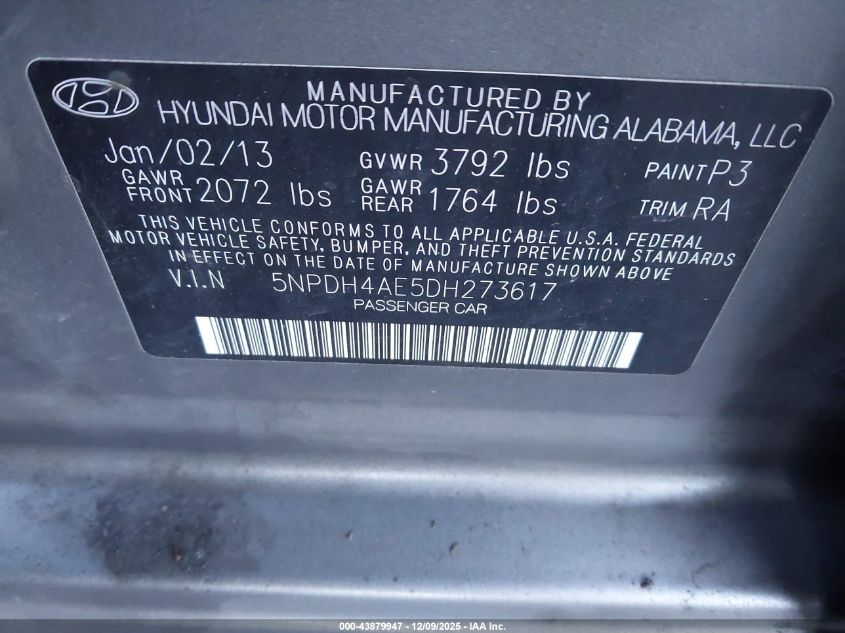 MANUFACTURED BY
HYUNDAI MOTOR MANUFACTURING ALABAMA, LLC
Jan/02/13 GVWR 3792 lbs PAINT P3
GAWR FRONT 2072 lbs GAWR REAR 1764 lbs TRIM RA
THIS VEHICLE CONFORMS TO ALL APPLICABLE U.S.A. FEDERAL
MOTOR VEHICLE SAFETY, BUMPER, AND THEFT PREVENTION STANDARDS
IN EFFECT ON THE DATE OF MANUFACTURE SHOWN ABOVE
V.I.N 5NPDH4AE5DH273617
PASSENGER CAR
000-43879947 - 12/09/2025 - IAA Inc.